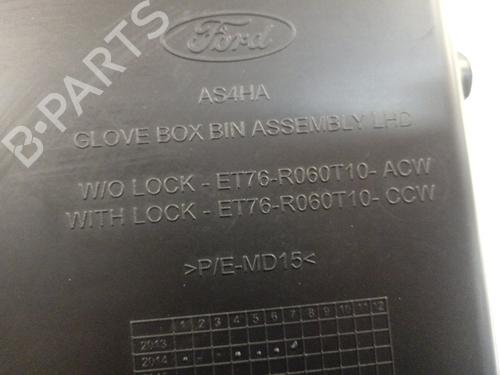 Ford
AS4HA
GLOVE BOX BIN ASSEMBLY LHD
W/O LOCK - ET76-R060T10- ACW
WITH LOCK - ET76-R060T10- CCW
>P/E-MD15<
1 2 3 4 5 6 7 8 9 10 11 12
2013
2014
B-PARTS